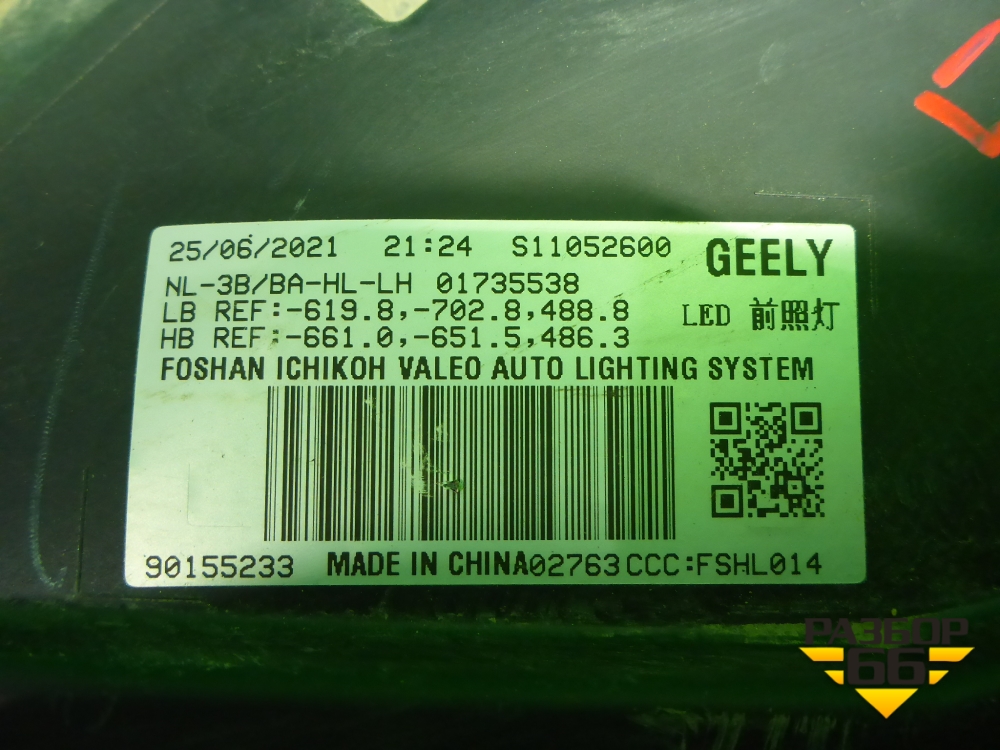 25/06/2021 21:24 S11052600 GEELY
NL-3B/BA-HL-LH 01735538
LB REF:-619.8,-702.8,488.8 LED 前照灯
HB REF:-661.0,-651.5,486.3
FOSHAN ICHIKOH VALEO AUTO LIGHTING SYSTEM
90155233 MADE IN CHINA02763 CCC:FSHL014
РАЗБОР
66